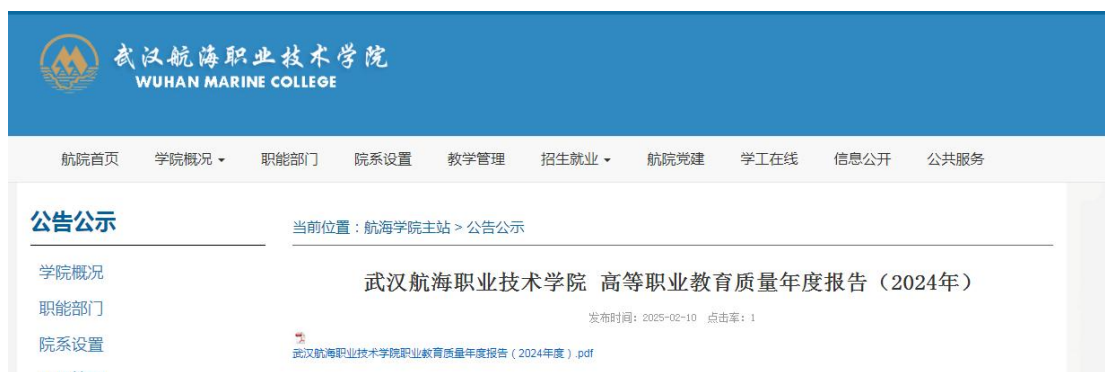 武汉航海职业技术学院
WUHAN MARINE COLLEGE
航院首页 学院概况 职能部门 院系设置 教学管理 招生就业 航院党建 学工在线 信息公开 公共服务
公告公示
当前位置：航海学院主站 > 公告公示
学院概况
职能部门
院系设置
武汉航海职业技术学院 高等职业教育质量年度报告（2024年）
发布时间：2025-02-10 点击率：1
武汉航海职业技术学院职业教育质量年度报告（2024年度）.pdf